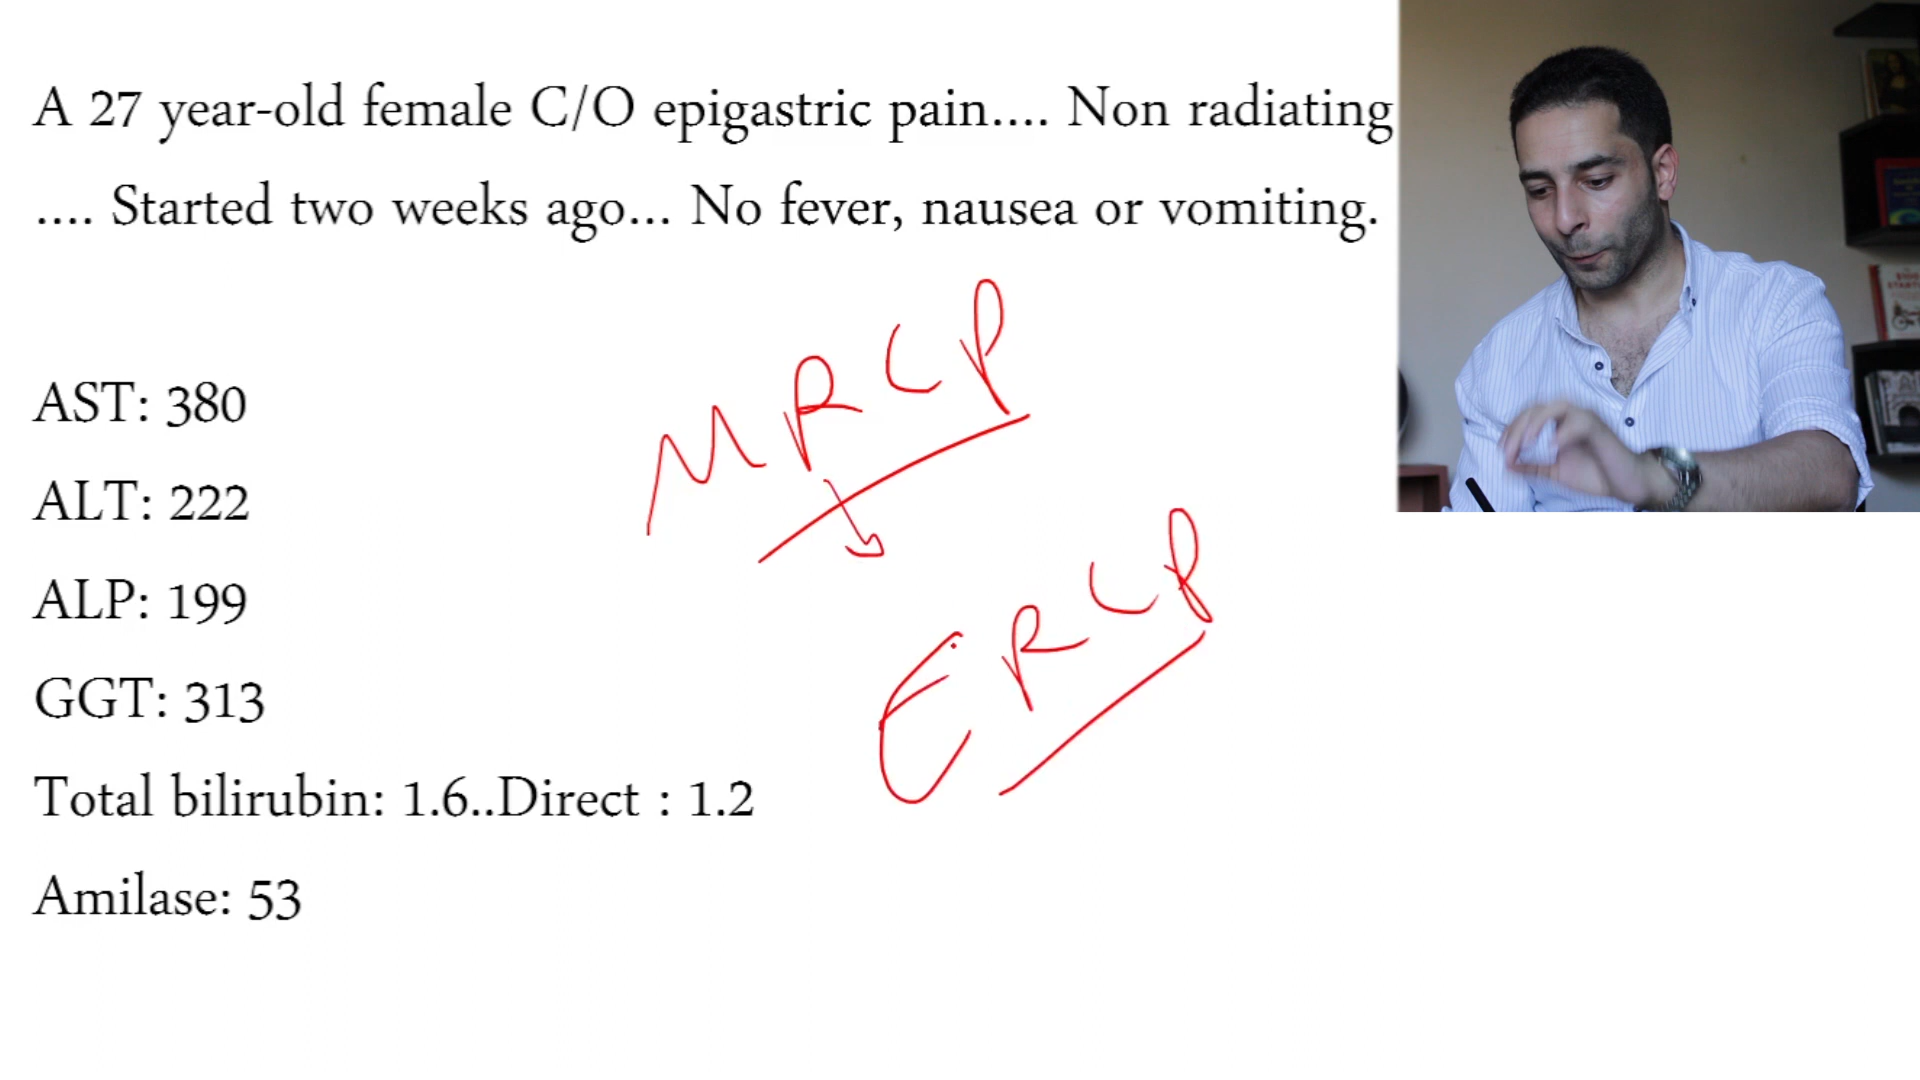 A 27 year-old female C/O epigastric pain.... Non radiating
.... Started two weeks ago... No fever, nausea or vomiting.
MRCP
AST: 380
ALT: 222
ERCP
ALP: 199
GGT: 313
Total bilirubin: 1.6..Direct : 1.2
Amilase: 53